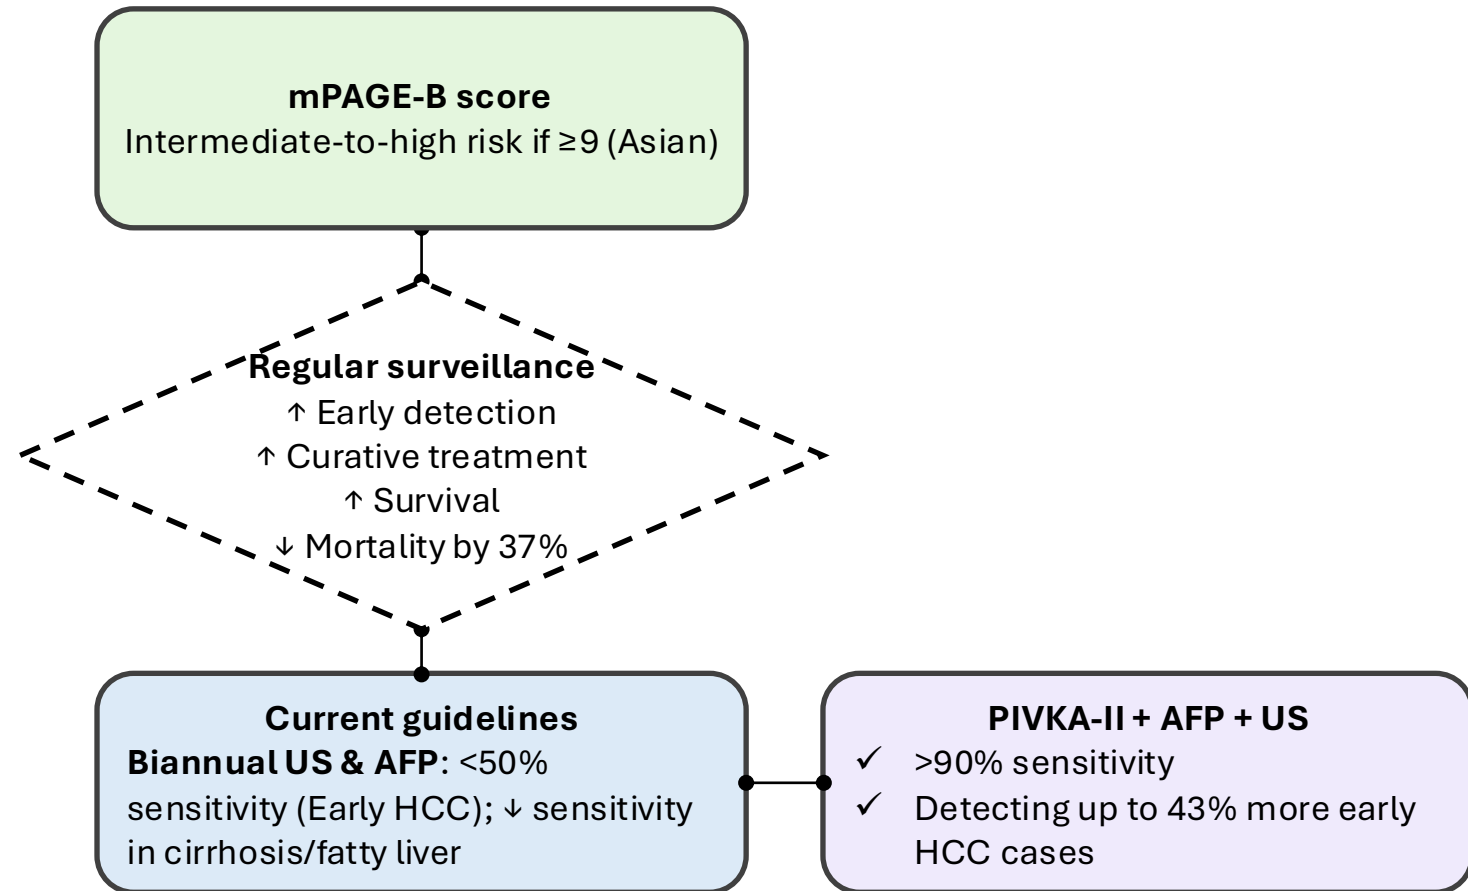 mPAGE-B score
Intermediate-to-high risk if ≥9 (Asian)
Regular surveillance
↑ Early detection
↑ Curative treatment
↑ Survival
↓ Mortality by 37%
Current guidelines
Biannual US & AFP: <50%
sensitivity (Early HCC); ↓ sensitivity
in cirrhosis/fatty liver
PIVKA-II + AFP + US
✓ >90% sensitivity
✓ Detecting up to 43% more early
HCC cases